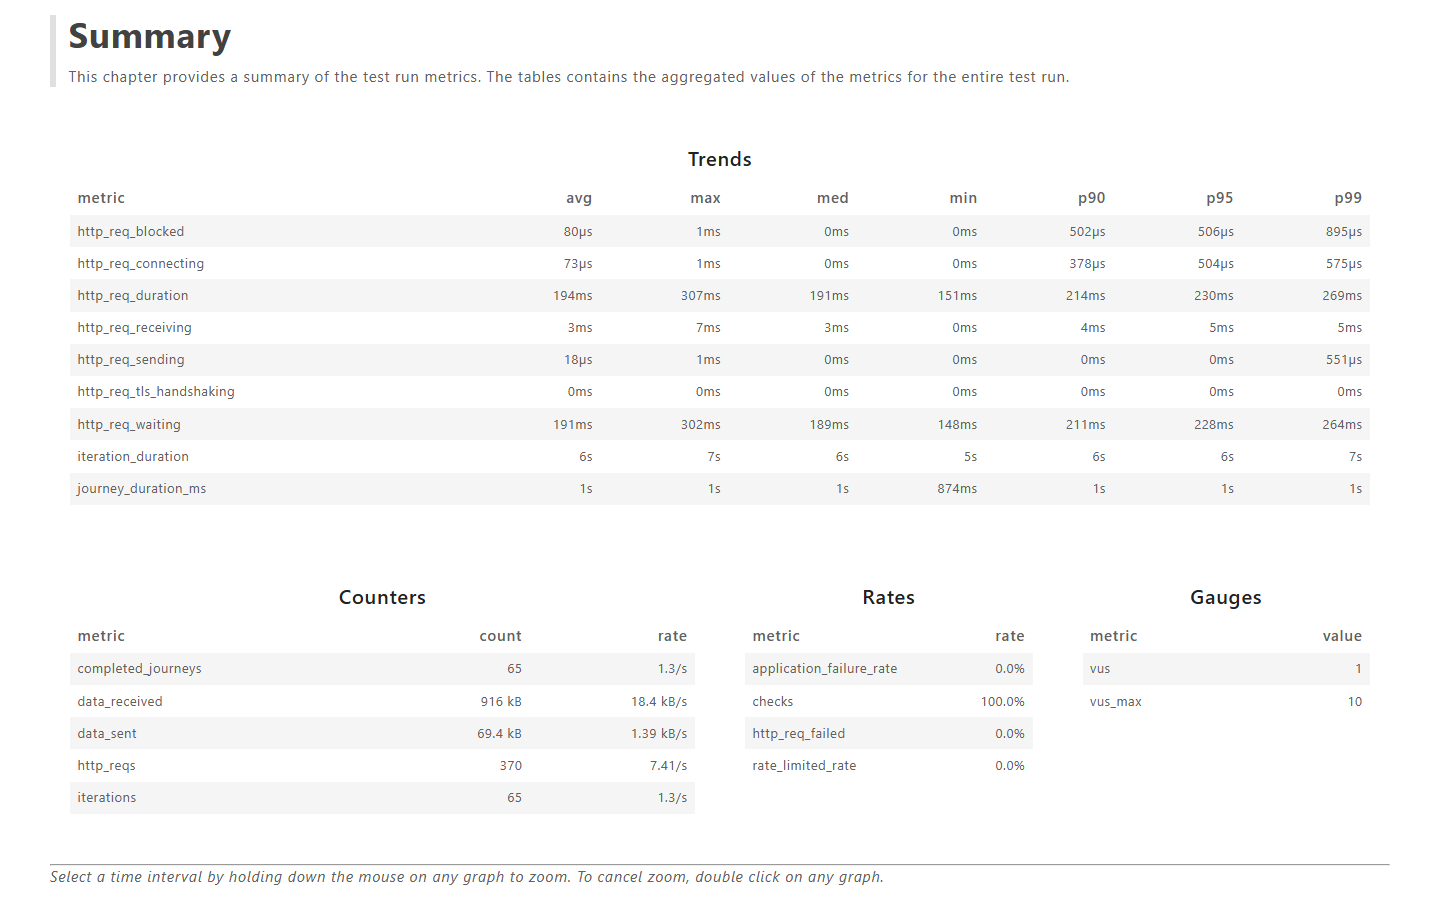 Summary
This chapter provides a summary of the test run metrics. The tables contains the aggregated values of the metrics for the entire test run.
Trends
metric avg max med min p90 p95 p99
http_req_blocked 80µs 1ms 0ms 0ms 502µs 506µs 895µs
http_req_connecting 73µs 1ms 0ms 0ms 378µs 504µs 575µs
http_req_duration 194ms 307ms 191ms 151ms 214ms 230ms 269ms
http_req_receiving 3ms 7ms 3ms 0ms 4ms 5ms 5ms
http_req_sending 18µs 1ms 0ms 0ms 0ms 0ms 551µs
http_req_tls_handshaking 0ms 0ms 0ms 0ms 0ms 0ms 0ms
http_req_waiting 191ms 302ms 189ms 148ms 211ms 228ms 264ms
iteration_duration 6s 7s 6s 5s 6s 6s 7s
journey_duration_ms 1s 1s 1s 874ms 1s 1s 1s
Counters
metric count rate
completed_journeys 65 1.3/s
data_received 916 kB 18.4 kB/s
data_sent 69.4 kB 1.39 kB/s
http_reqs 370 7.41/s
iterations 65 1.3/s
Rates
metric rate
application_failure_rate 0.0%
checks 100.0%
http_req_failed 0.0%
rate_limited_rate 0.0%
Gauges
metric value
vus 1
vus_max 10
Select a time interval by holding down the mouse on any graph to zoom. To cancel zoom, double click on any graph.